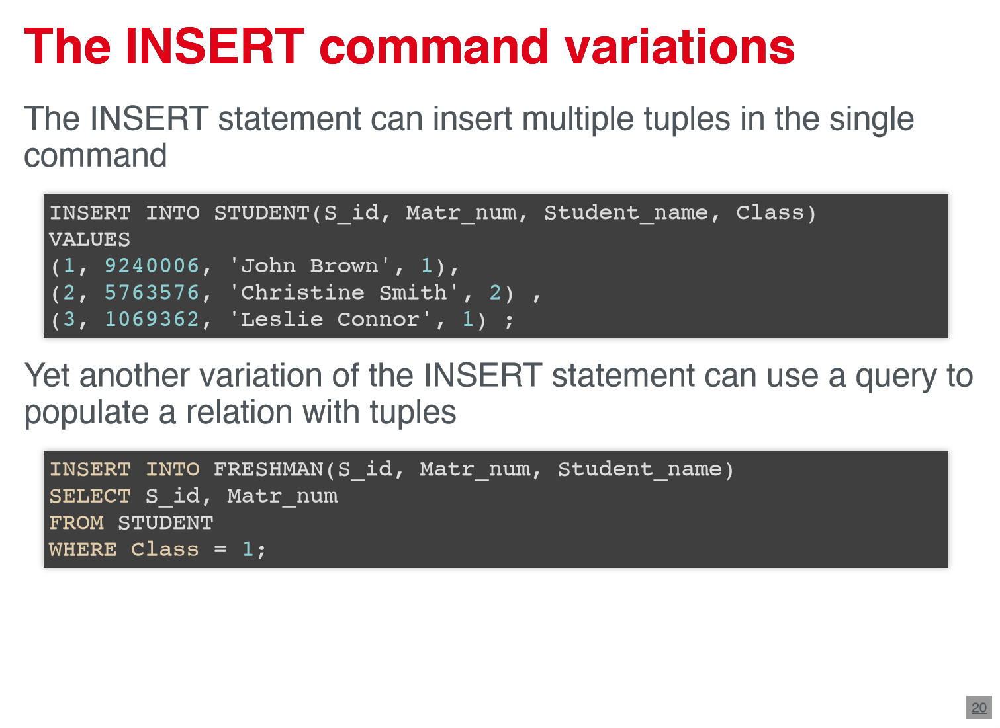 The INSERT command variations
The INSERT statement can insert multiple tuples in the single
command
INSERT INTO STUDENT(S_id, Matr_num, Student_name, Class)
VALUES
(1, 9240006, 'John Brown', 1),
(2, 5763576, 'Christine Smith', 2) ,
(3, 1069362, 'Leslie Connor', 1) ;
Yet another variation of the INSERT statement can use a query to
populate a relation with tuples
INSERT INTO FRESHMAN(S_id, Matr_num, Student_name)
SELECT S_id, Matr_num
FROM STUDENT
WHERE Class = 1;
20